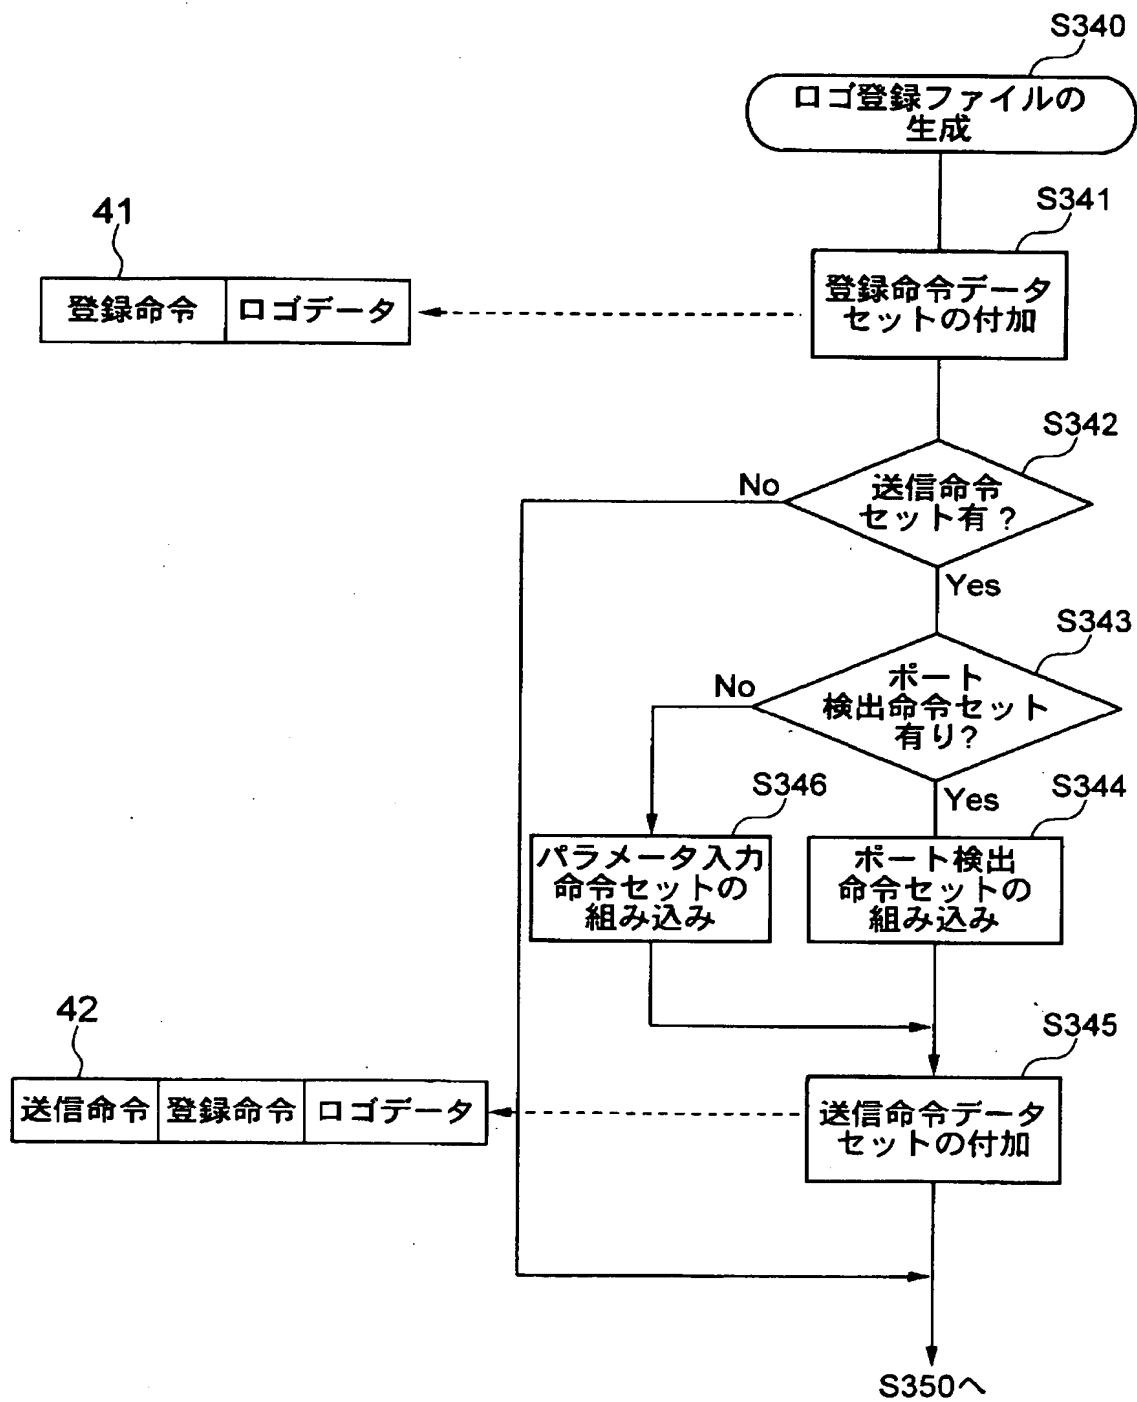 S340
ロゴ登録ファイルの
生成
S341
41
登録命令 ロゴデータ
登録命令データ
セットの付加
S342
No
送信命令
セット有?
Yes
S343
No
ポート
検出命令セット
有り?
Yes
S346
S344
パラメータ入力
命令セットの
組み込み
ポート検出
命令セットの
組み込み
42
S345
送信命令 登録命令 ロゴデータ
送信命令データ
セットの付加
S350へ